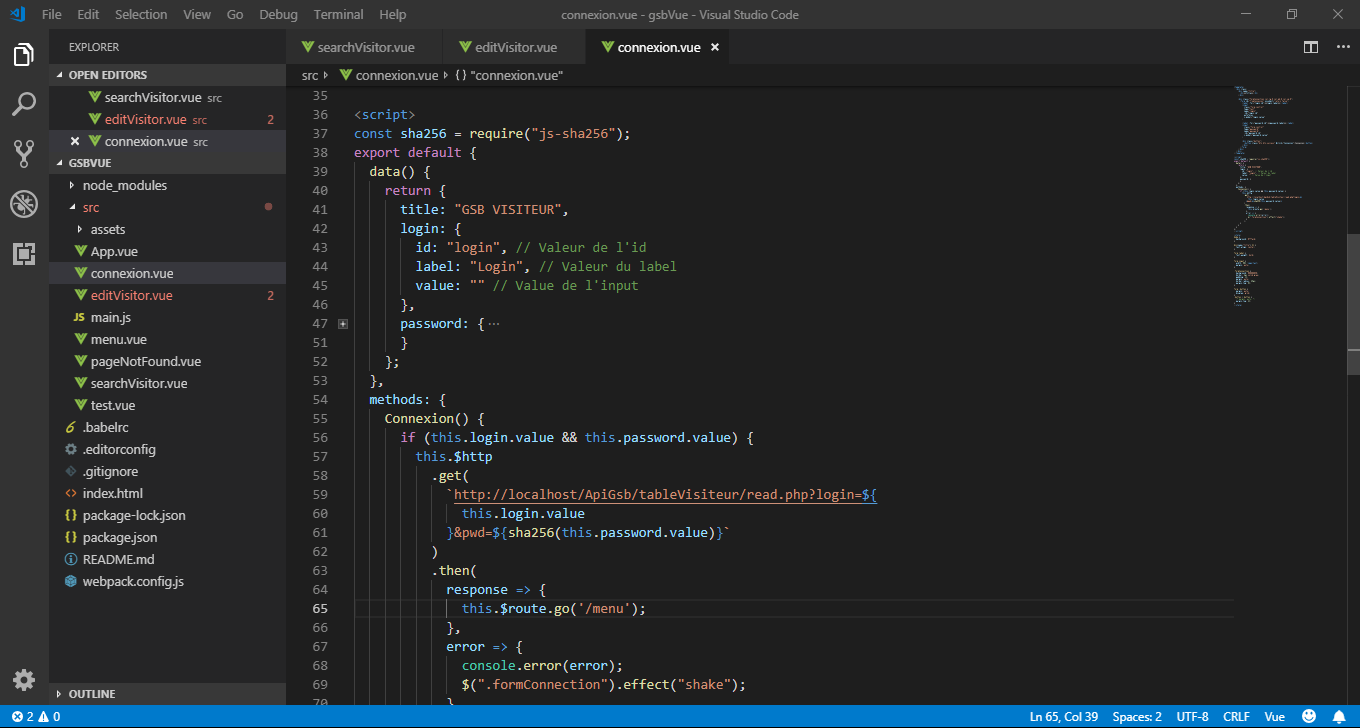 File Edit Selection View Go Debug Terminal Help connexion.vue - gsbVue - Visual Studio Code
EXPLORER
OPEN EDITORS
searchVisitor.vue src
editVisitor.vue src 2
connexion.vue src
GSBVUE
node_modules
src
assets
App.vue
connexion.vue
editVisitor.vue 2
JS main.js
menu.vue
pageNotFound.vue
searchVisitor.vue
test.vue
.babelrc
.editorconfig
.gitignore
index.html
package-lock.json
package.json
README.md
webpack.config.js
OUTLINE
searchVisitor.vue editVisitor.vue connexion.vue
src connexion.vue {} "connexion.vue"
35
36 <script>
37 const sha256 = require("js-sha256");
38 export default {
39 data() {
40 return {
41 title: "GSB VISITEUR",
42 login: {
43 id: "login", // Valeur de l'id
44 label: "Login", // Valeur du label
45 value: "" // Value de l'input
46 },
47 password: {…
51 }
52 };
53 },
54 methods: {
55 Connexion() {
56 if (this.login.value && this.password.value) {
57 this.$http
58 .get(
59 `http://localhost/ApiGsb/tableVisiteur/read.php?login=${
60 this.login.value
61 }&pwd=${sha256(this.password.value)}`
62 )
63 .then(
64 response => {
65 this.$route.go('/menu');
66 },
67 error => {
68 console.error(error);
69 $(".formConnection").effect("shake");
70 }
2 0 Ln 65, Col 39 Spaces: 2 UTF-8 CRLF Vue